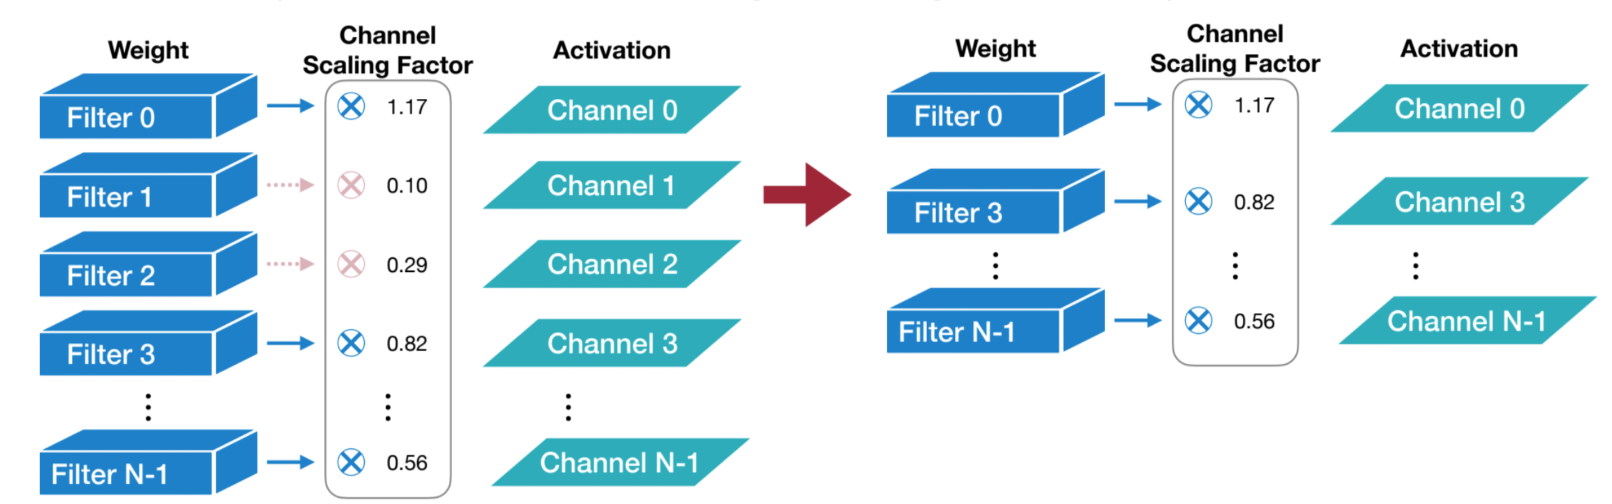 Weight
Channel
Scaling Factor
Activation
Filter 0
1.17
Channel 0
Filter 1
0.10
Channel 1
Filter 2
0.29
Channel 2
Filter 3
0.82
Channel 3
Filter N-1
0.56
Channel N-1
Weight
Channel
Scaling Factor
Activation
Filter 0
1.17
Channel 0
Filter 3
0.82
Channel 3
Filter N-1
0.56
Channel N-1